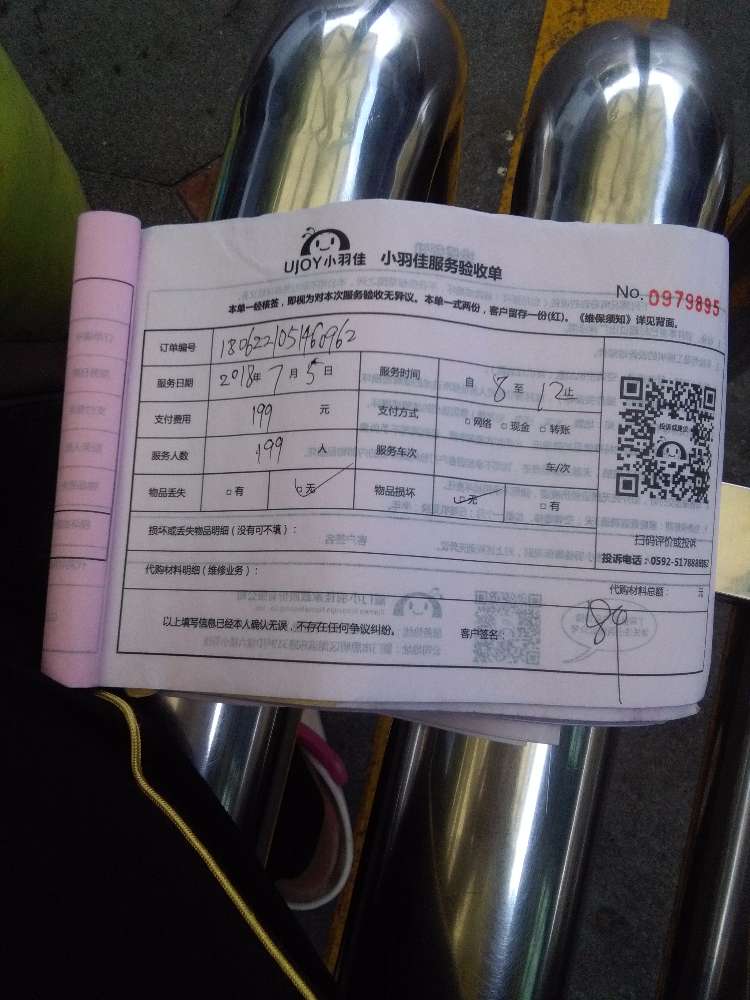 UJOY小羽佳 小羽佳服务验收单
No. 0979895
本单一经核签，即视为对本次服务验收无异议。本单一式两份，客户留存一份(红)。《维保须知》详见背面。
订单编号 180622105460962
服务日期 2018年 7月 5日 服务时间 自 8 至 12止
支付费用 199 元 支付方式 □网络 □现金 □转账
服务人数 199 人 服务车次 车/次
物品丢失 □有 □无 物品损坏 □无 □有
投诉或建议
损坏或丢失物品明细（没有可不填）：
扫码评价或投诉
投诉电话：0592-5178888
代购材料明细（维修业务）： 代购材料总额： 元
以上填写信息已经本人确认无误，不存在任何争议纠纷。 客户签名：